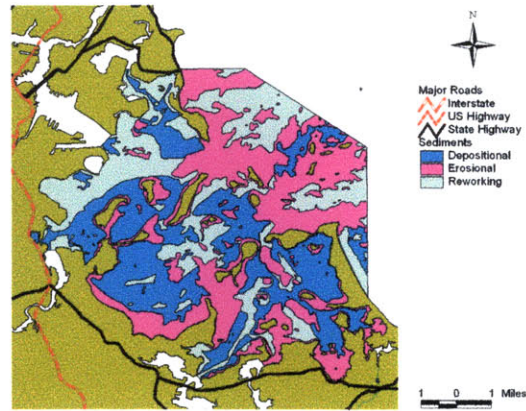 N
Major Roads
Interstate
US Highway
State Highway
Sediments
Depositional
Erosional
Reworking
1 0 1 Miles